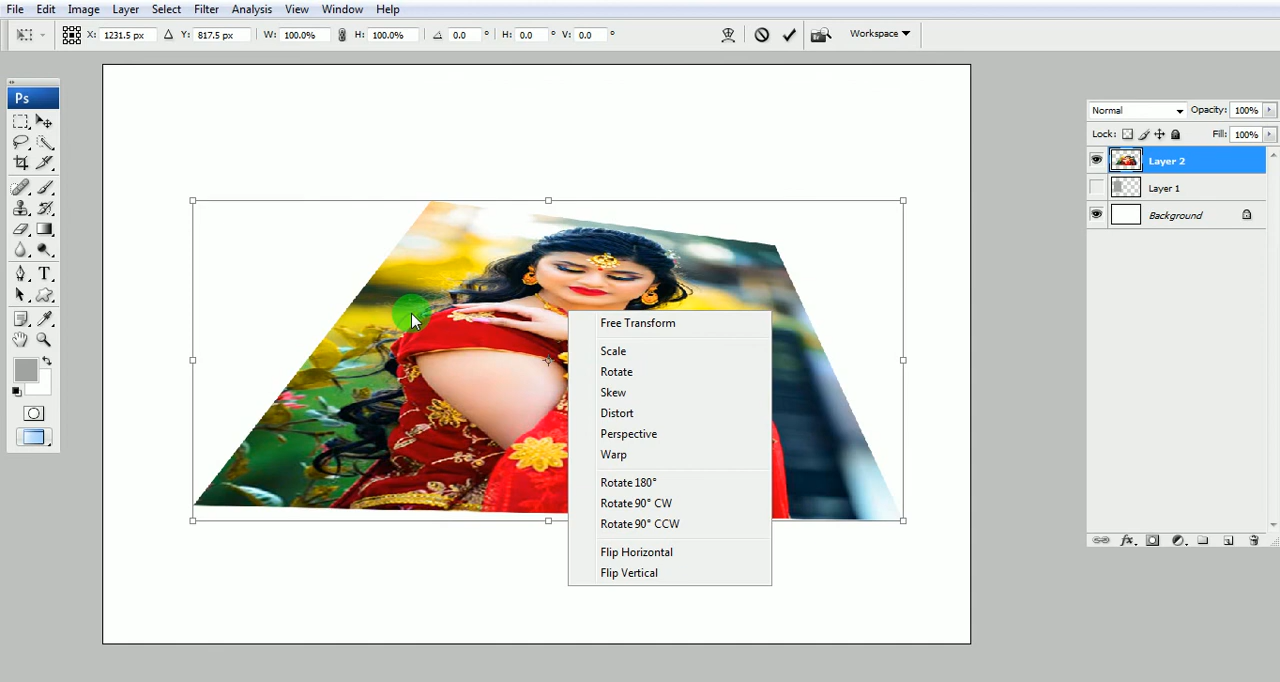 File Edit Image Layer Select Filter Analysis View Window Help
X: 1231.5 px Y: 817.5 px W: 100.0% H: 100.0% 0.0 ° H: 0.0 ° V: 0.0 ° Workspace
Ps
Normal Opacity: 100%
Lock: Fill: 100%
Layer 2
Layer 1
Background
Free Transform
Scale
Rotate
Skew
Distort
Perspective
Warp
Rotate 180°
Rotate 90° CW
Rotate 90° CCW
Flip Horizontal
Flip Vertical